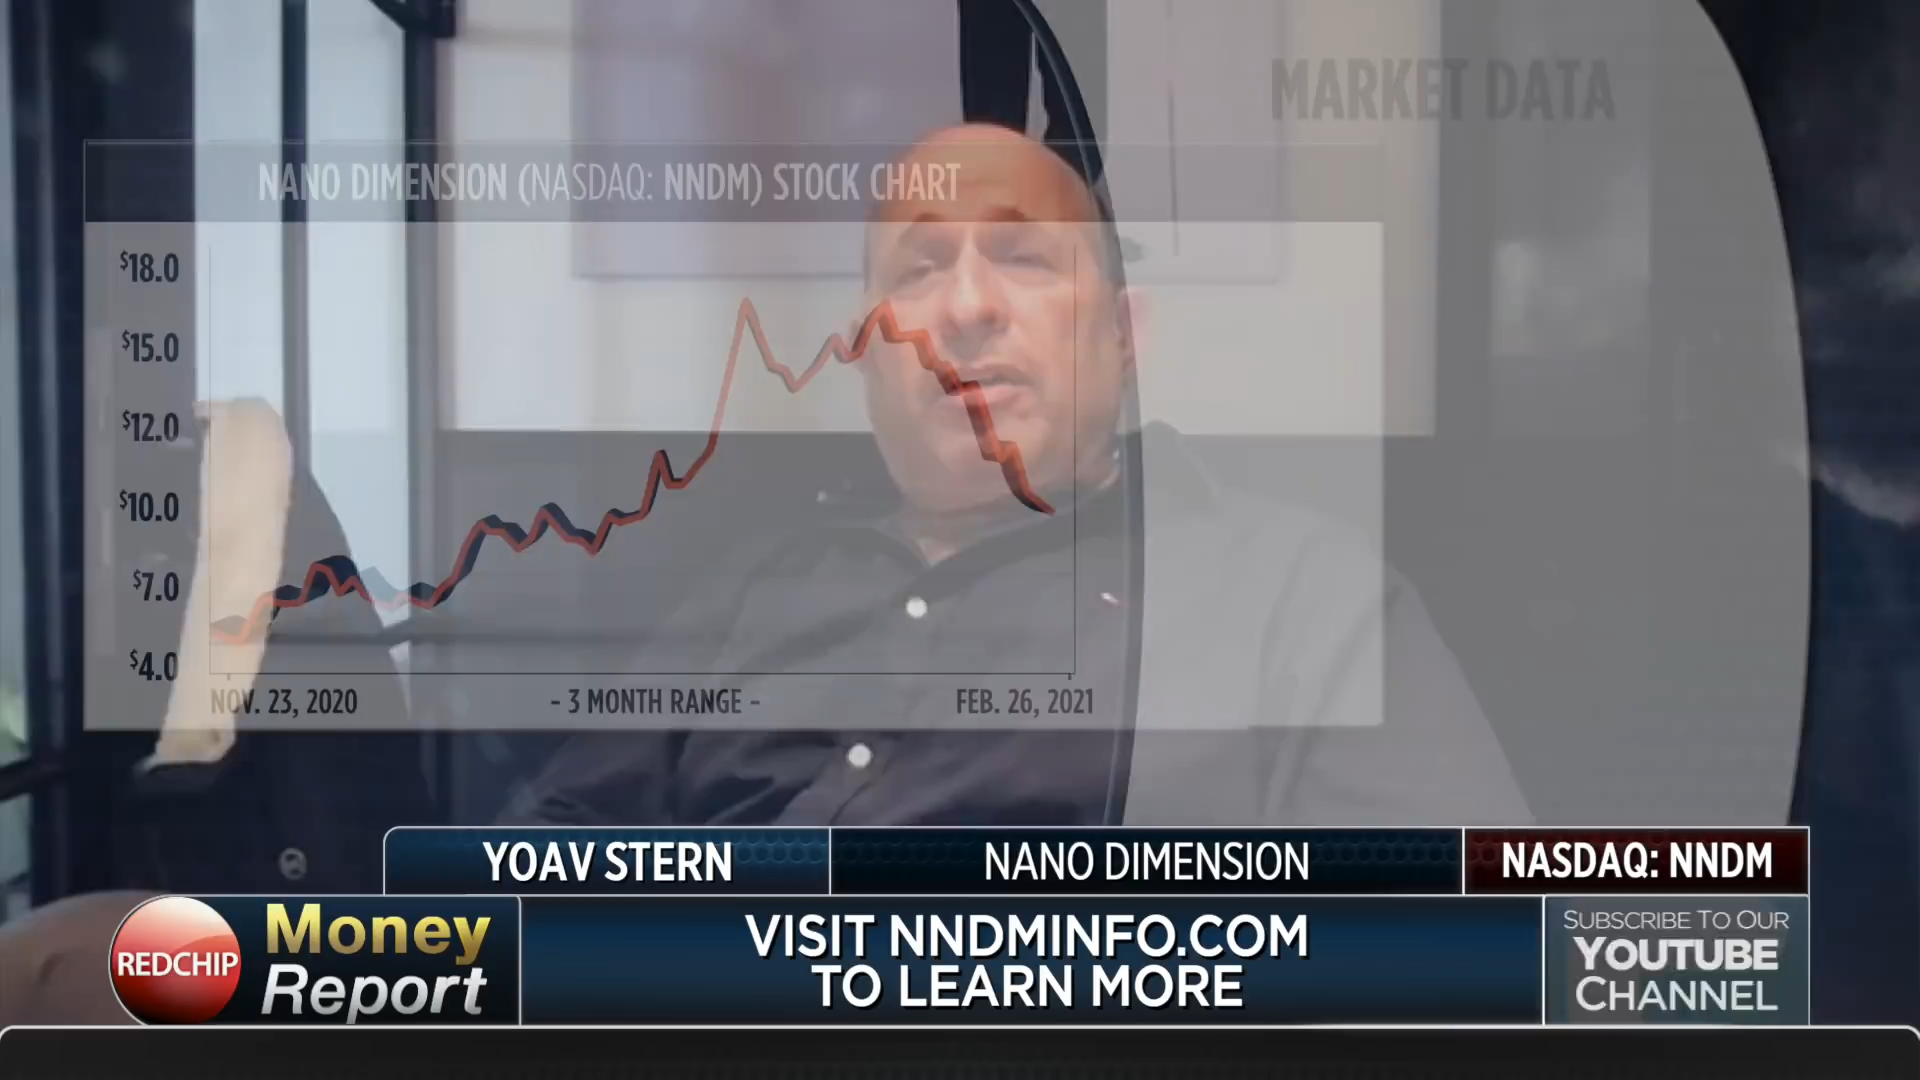 MARKET DATA
NANO DIMENSION (NASDAQ: NNDM) STOCK CHART
$18.0
$15.0
$12.0
$10.0
$7.0
$4.0
NOV. 23, 2020
- 3 MONTH RANGE -
FEB. 26, 2021
YOAV STERN
NANO DIMENSION
NASDAQ: NNDM
REDCHIP
Money
Report
VISIT NNDMINFO.COM
TO LEARN MORE
SUBSCRIBE TO OUR
YOUTUBE
CHANNEL